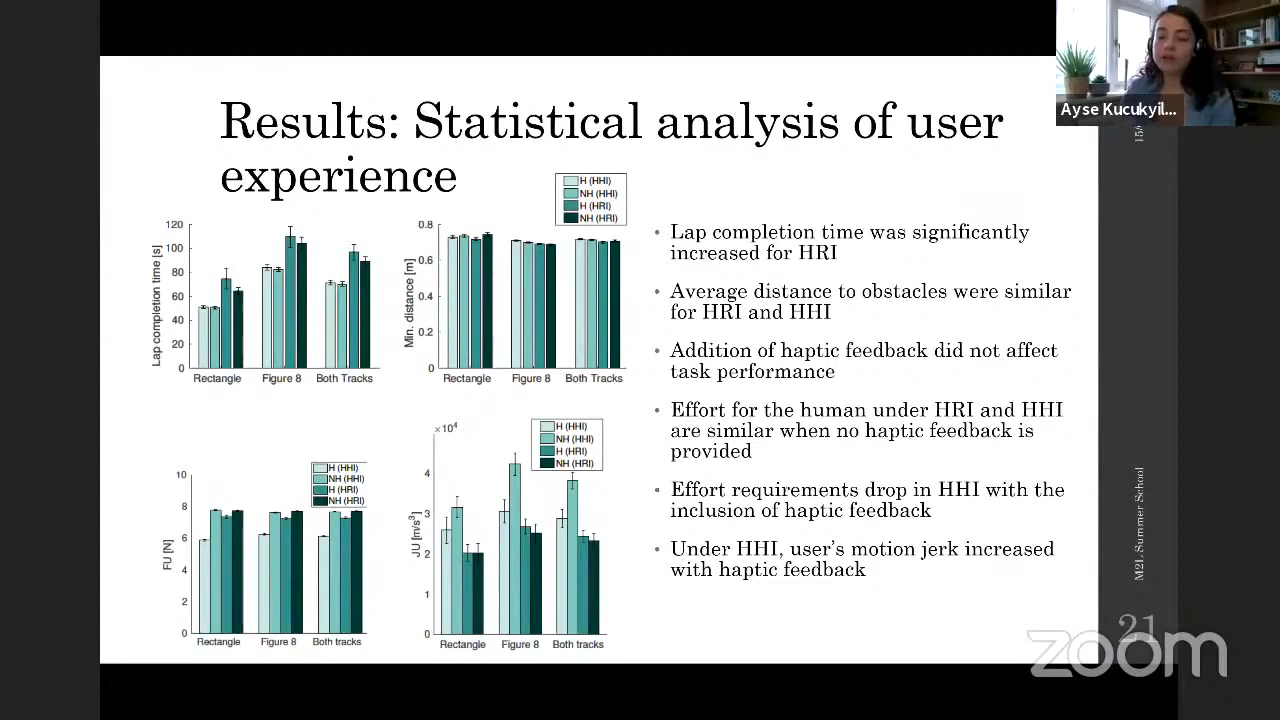 Results: Statistical analysis of user
experience
H (HHI)
NH (HHI)
H (HRI)
NH (HRI)
Lap completion time [s]
120
100
80
60
40
20
0
Rectangle
Figure 8
Both Tracks
Min. distance [m]
0.8
0.6
0.4
0.2
0
Rectangle
Figure 8
Both Tracks
H (HHI)
NH (HHI)
H (HRI)
NH (HRI)
FU [N]
10
8
6
4
2
0
Rectangle
Figure 8
Both tracks
H (HHI)
NH (HHI)
H (HRI)
NH (HRI)
×10⁴
JU [m/s³]
4
3
2
1
0
Rectangle
Figure 8
Both tracks
• Lap completion time was significantly
increased for HRI
• Average distance to obstacles were similar
for HRI and HHI
• Addition of haptic feedback did not affect
task performance
• Effort for the human under HRI and HHI
are similar when no haptic feedback is
provided
• Effort requirements drop in HHI with the
inclusion of haptic feedback
• Under HHI, user's motion jerk increased
with haptic feedback
Ayse Kucukyil...
M2L Summer School
21
zoom